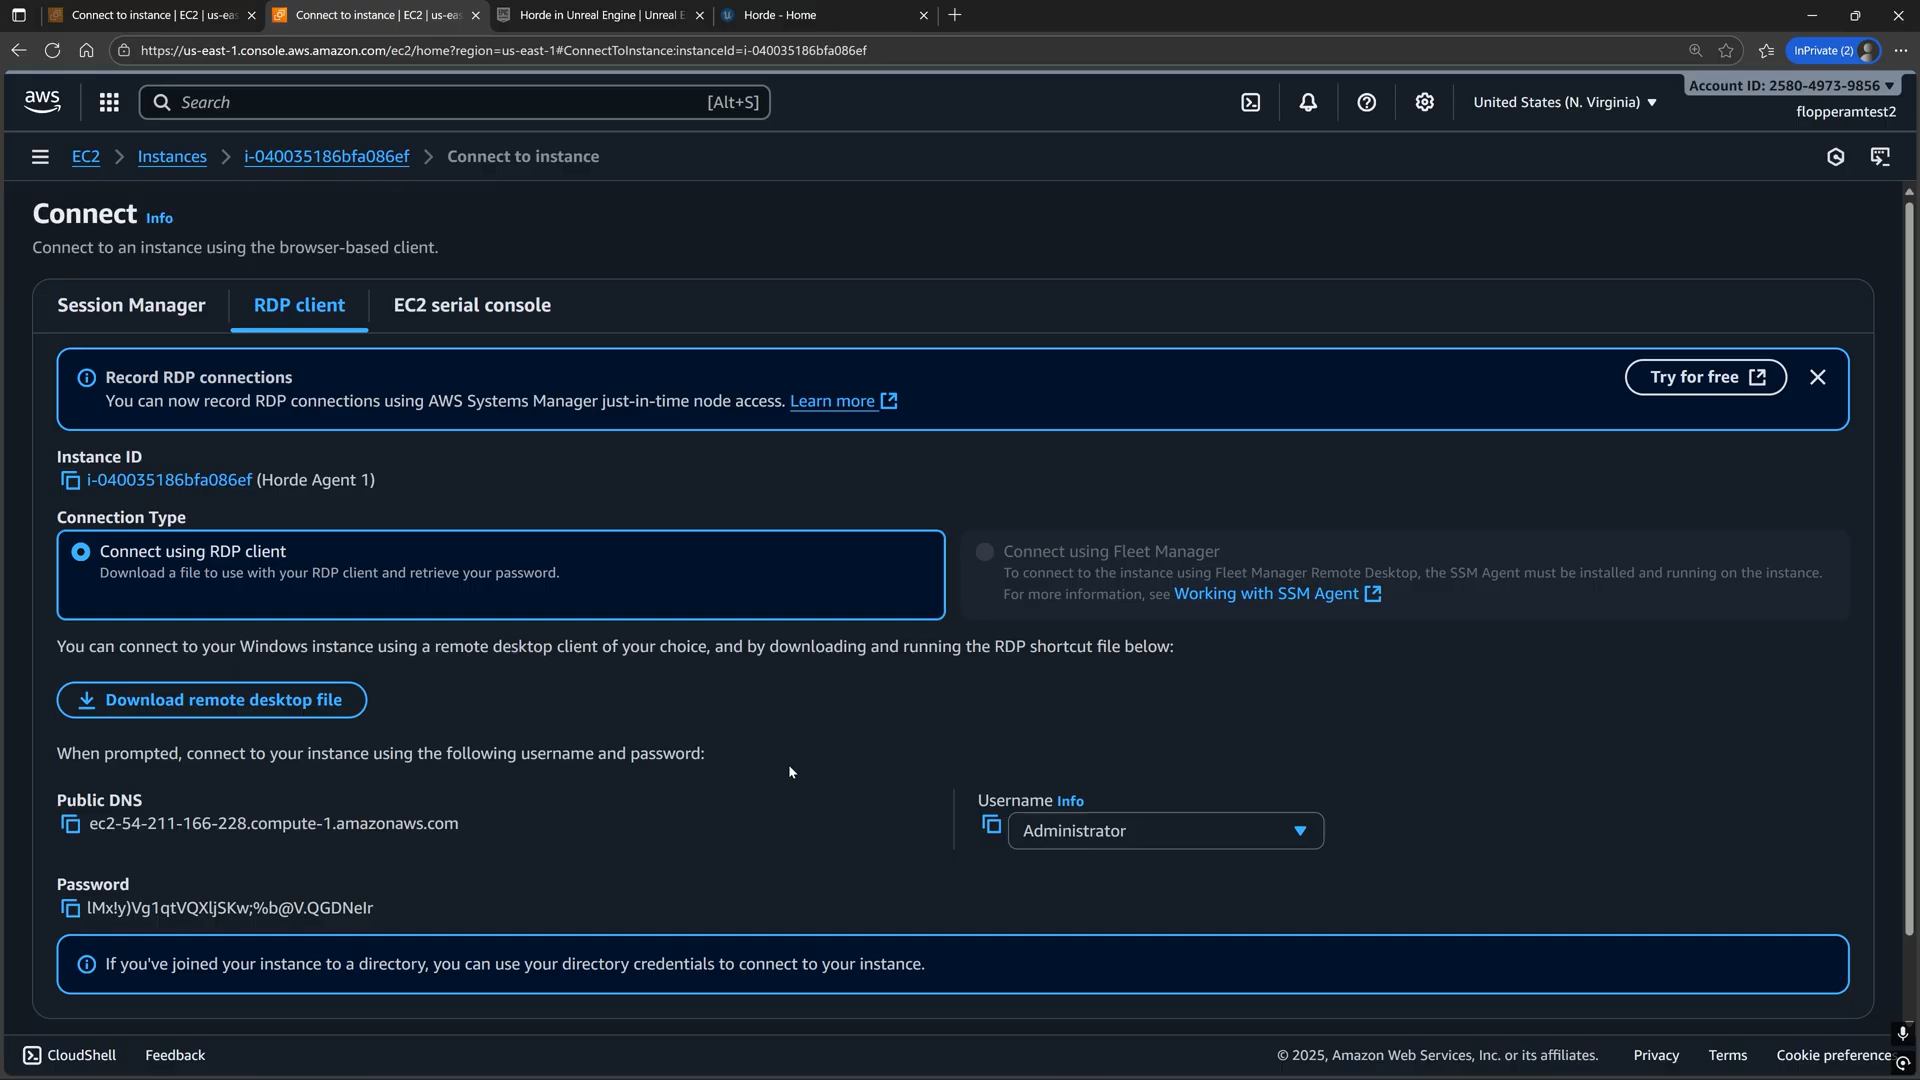 Connect to instance | EC2 | us-eas
Connect to instance | EC2 | us-eas
Horde in Unreal Engine | Unreal E
Horde - Home
https://us-east-1.console.aws.amazon.com/ec2/home?region=us-east-1#ConnectToInstance:instanceId=i-040035186bfa086ef
InPrivate (2)
aws
Search
[Alt+S]
United States (N. Virginia)
Account ID: 2580-4973-9856
flopperamtest2
EC2
Instances
i-040035186bfa086ef
Connect to instance
Connect Info
Connect to an instance using the browser-based client.
Session Manager
RDP client
EC2 serial console
Record RDP connections
You can now record RDP connections using AWS Systems Manager just-in-time node access. Learn more
Try for free
Instance ID
i-040035186bfa086ef (Horde Agent 1)
Connection Type
Connect using RDP client
Download a file to use with your RDP client and retrieve your password.
Connect using Fleet Manager
To connect to the instance using Fleet Manager Remote Desktop, the SSM Agent must be installed and running on the instance.
For more information, see Working with SSM Agent
You can connect to your Windows instance using a remote desktop client of your choice, and by downloading and running the RDP shortcut file below:
Download remote desktop file
When prompted, connect to your instance using the following username and password:
Public DNS
ec2-54-211-166-228.compute-1.amazonaws.com
Username Info
Administrator
Password
lMx!y)Vg1qtVQXljSKw;%b@V.QGDNeIr
If you've joined your instance to a directory, you can use your directory credentials to connect to your instance.
CloudShell
Feedback
© 2025, Amazon Web Services, Inc. or its affiliates.
Privacy
Terms
Cookie preferences